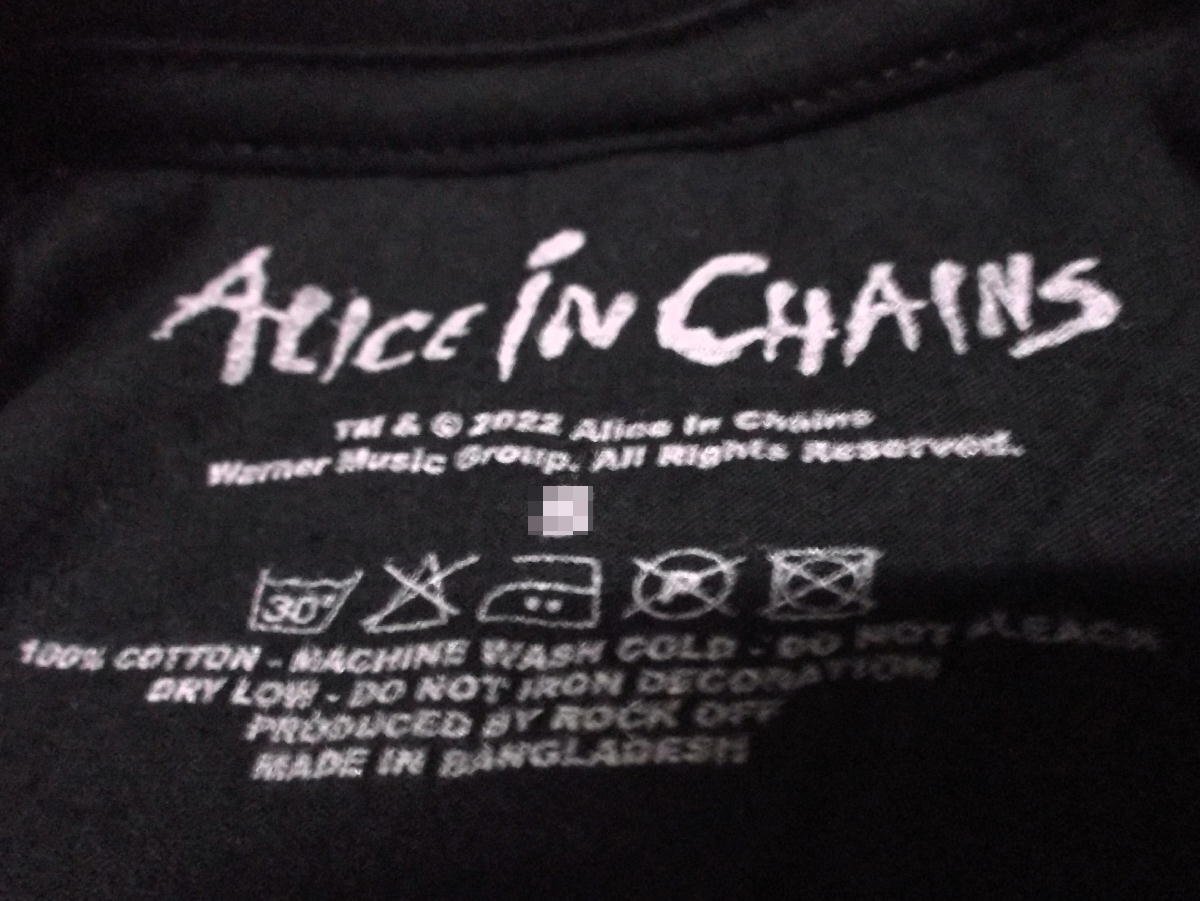 ALICE IN CHAINS
TM & © 2022 Alice In Chains
Warner Music Group. All Rights Reserved.
30°
P
100% COTTON - MACHINE WASH COLD - DO NOT BLEACH
DRY LOW - DO NOT IRON DECORATION
PRODUCED BY ROCK OFF
MADE IN BANGLADESH